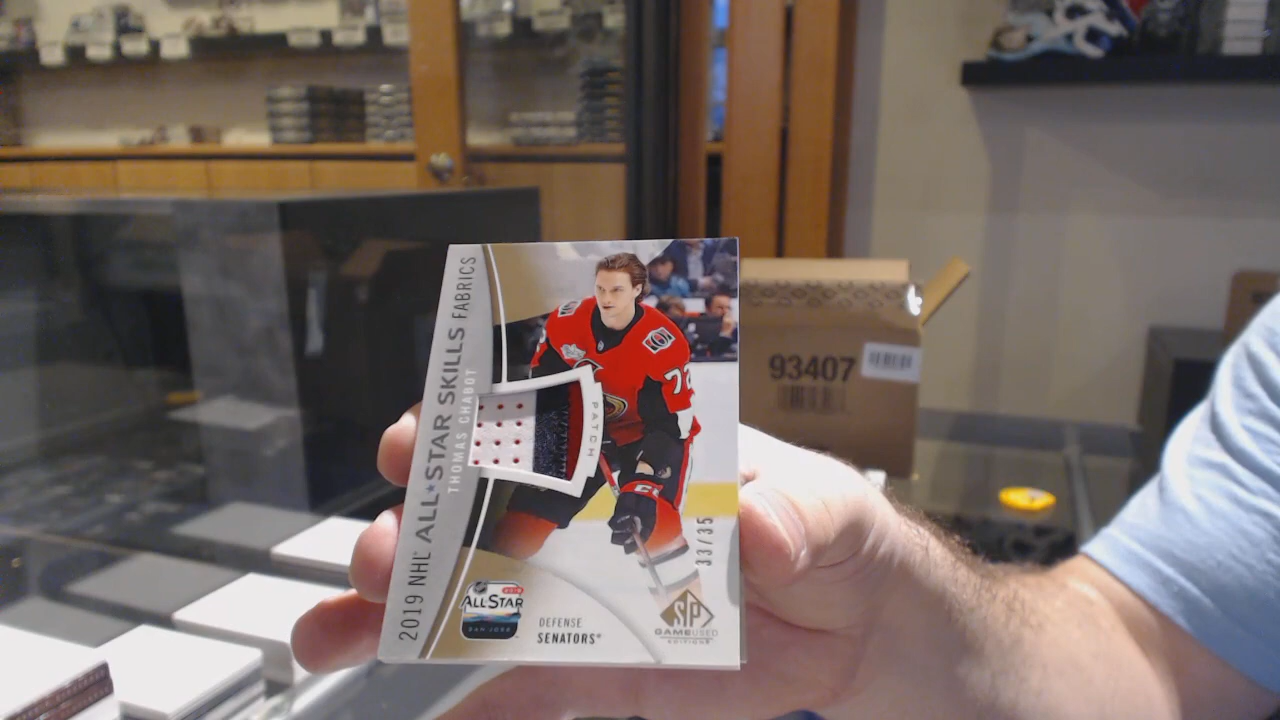 2019 NHL ALL★STAR SKILLS FABRICS
THOMAS CHABOT
PATCH
72
CC
33/35
ALL STAR
SAN JOSE
DEFENSE
SENATORS®
SP
GAME USED
EDITION
93407